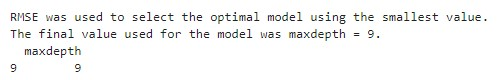 RMSE was used to select the optimal model using the smallest value.
The final value used for the model was maxdepth = 9.
  maxdepth
9        9